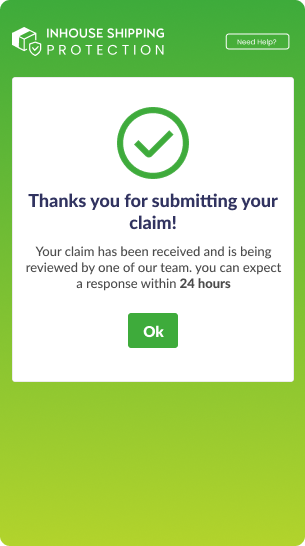 INHOUSE SHIPPING
PROTECTION
Need Help?
Thanks you for submitting your
claim!
Your claim has been received and is being
reviewed by one of our team. you can expect
a response within 24 hours
Ok